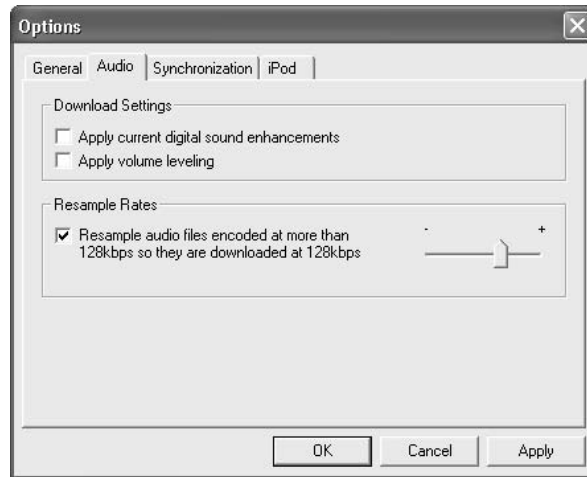 Options
General Audio Synchronization iPod
Download Settings
Apply current digital sound enhancements
Apply volume leveling
Resample Rates
Resample audio files encoded at more than
128kbps so they are downloaded at 128kbps
- +
OK Cancel Apply